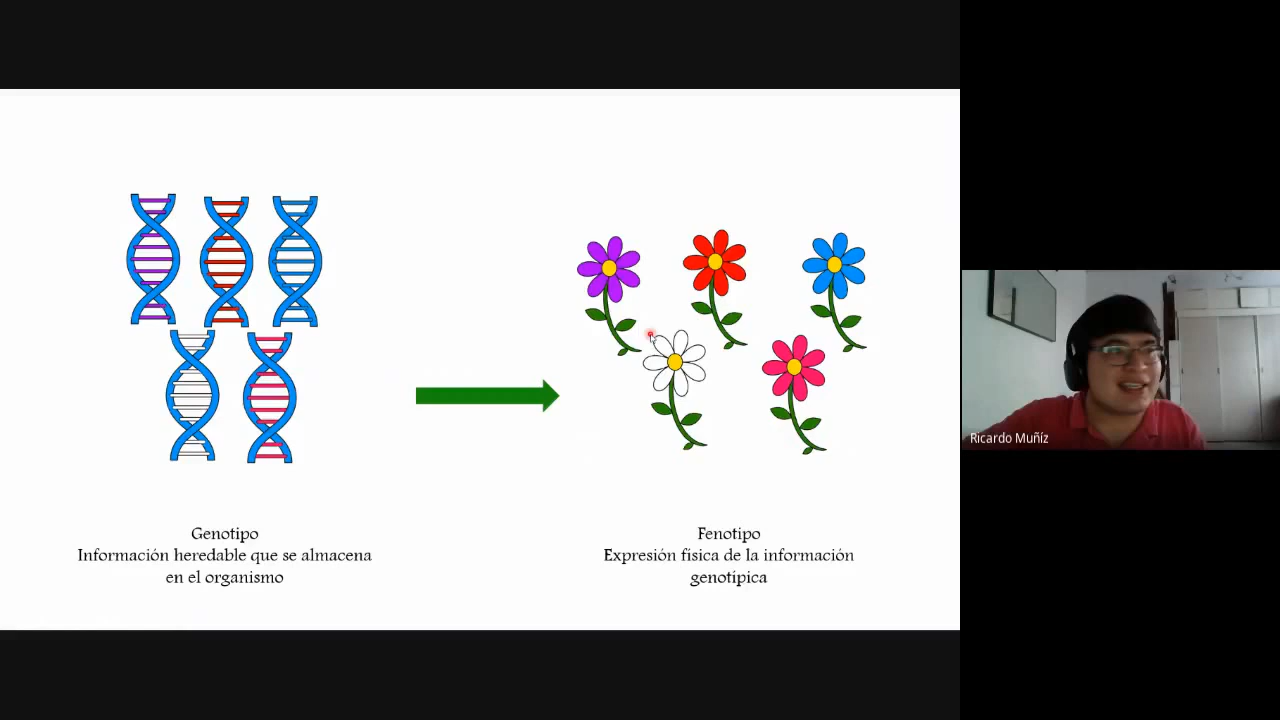 Genotipo
Información heredable que se almacena
en el organismo
Fenotipo
Expresión física de la información
genotípica
Ricardo Muñíz